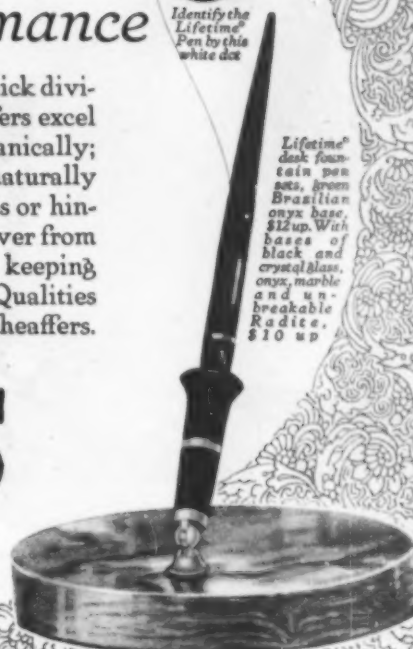 mance
Identify the
Lifetime°
Pen by this
white dot
ick divi-
fers excel
anically;
naturally
s or hin-
ver from
keeping
Qualities
heaffers.
Lifetime°
desk foun-
tain pen
sets, green
Brazilian
onyx base,
$12 up. With
bases of
black and
crystal glass,
onyx, marble
and un-
breakable
Radite,
$10 up